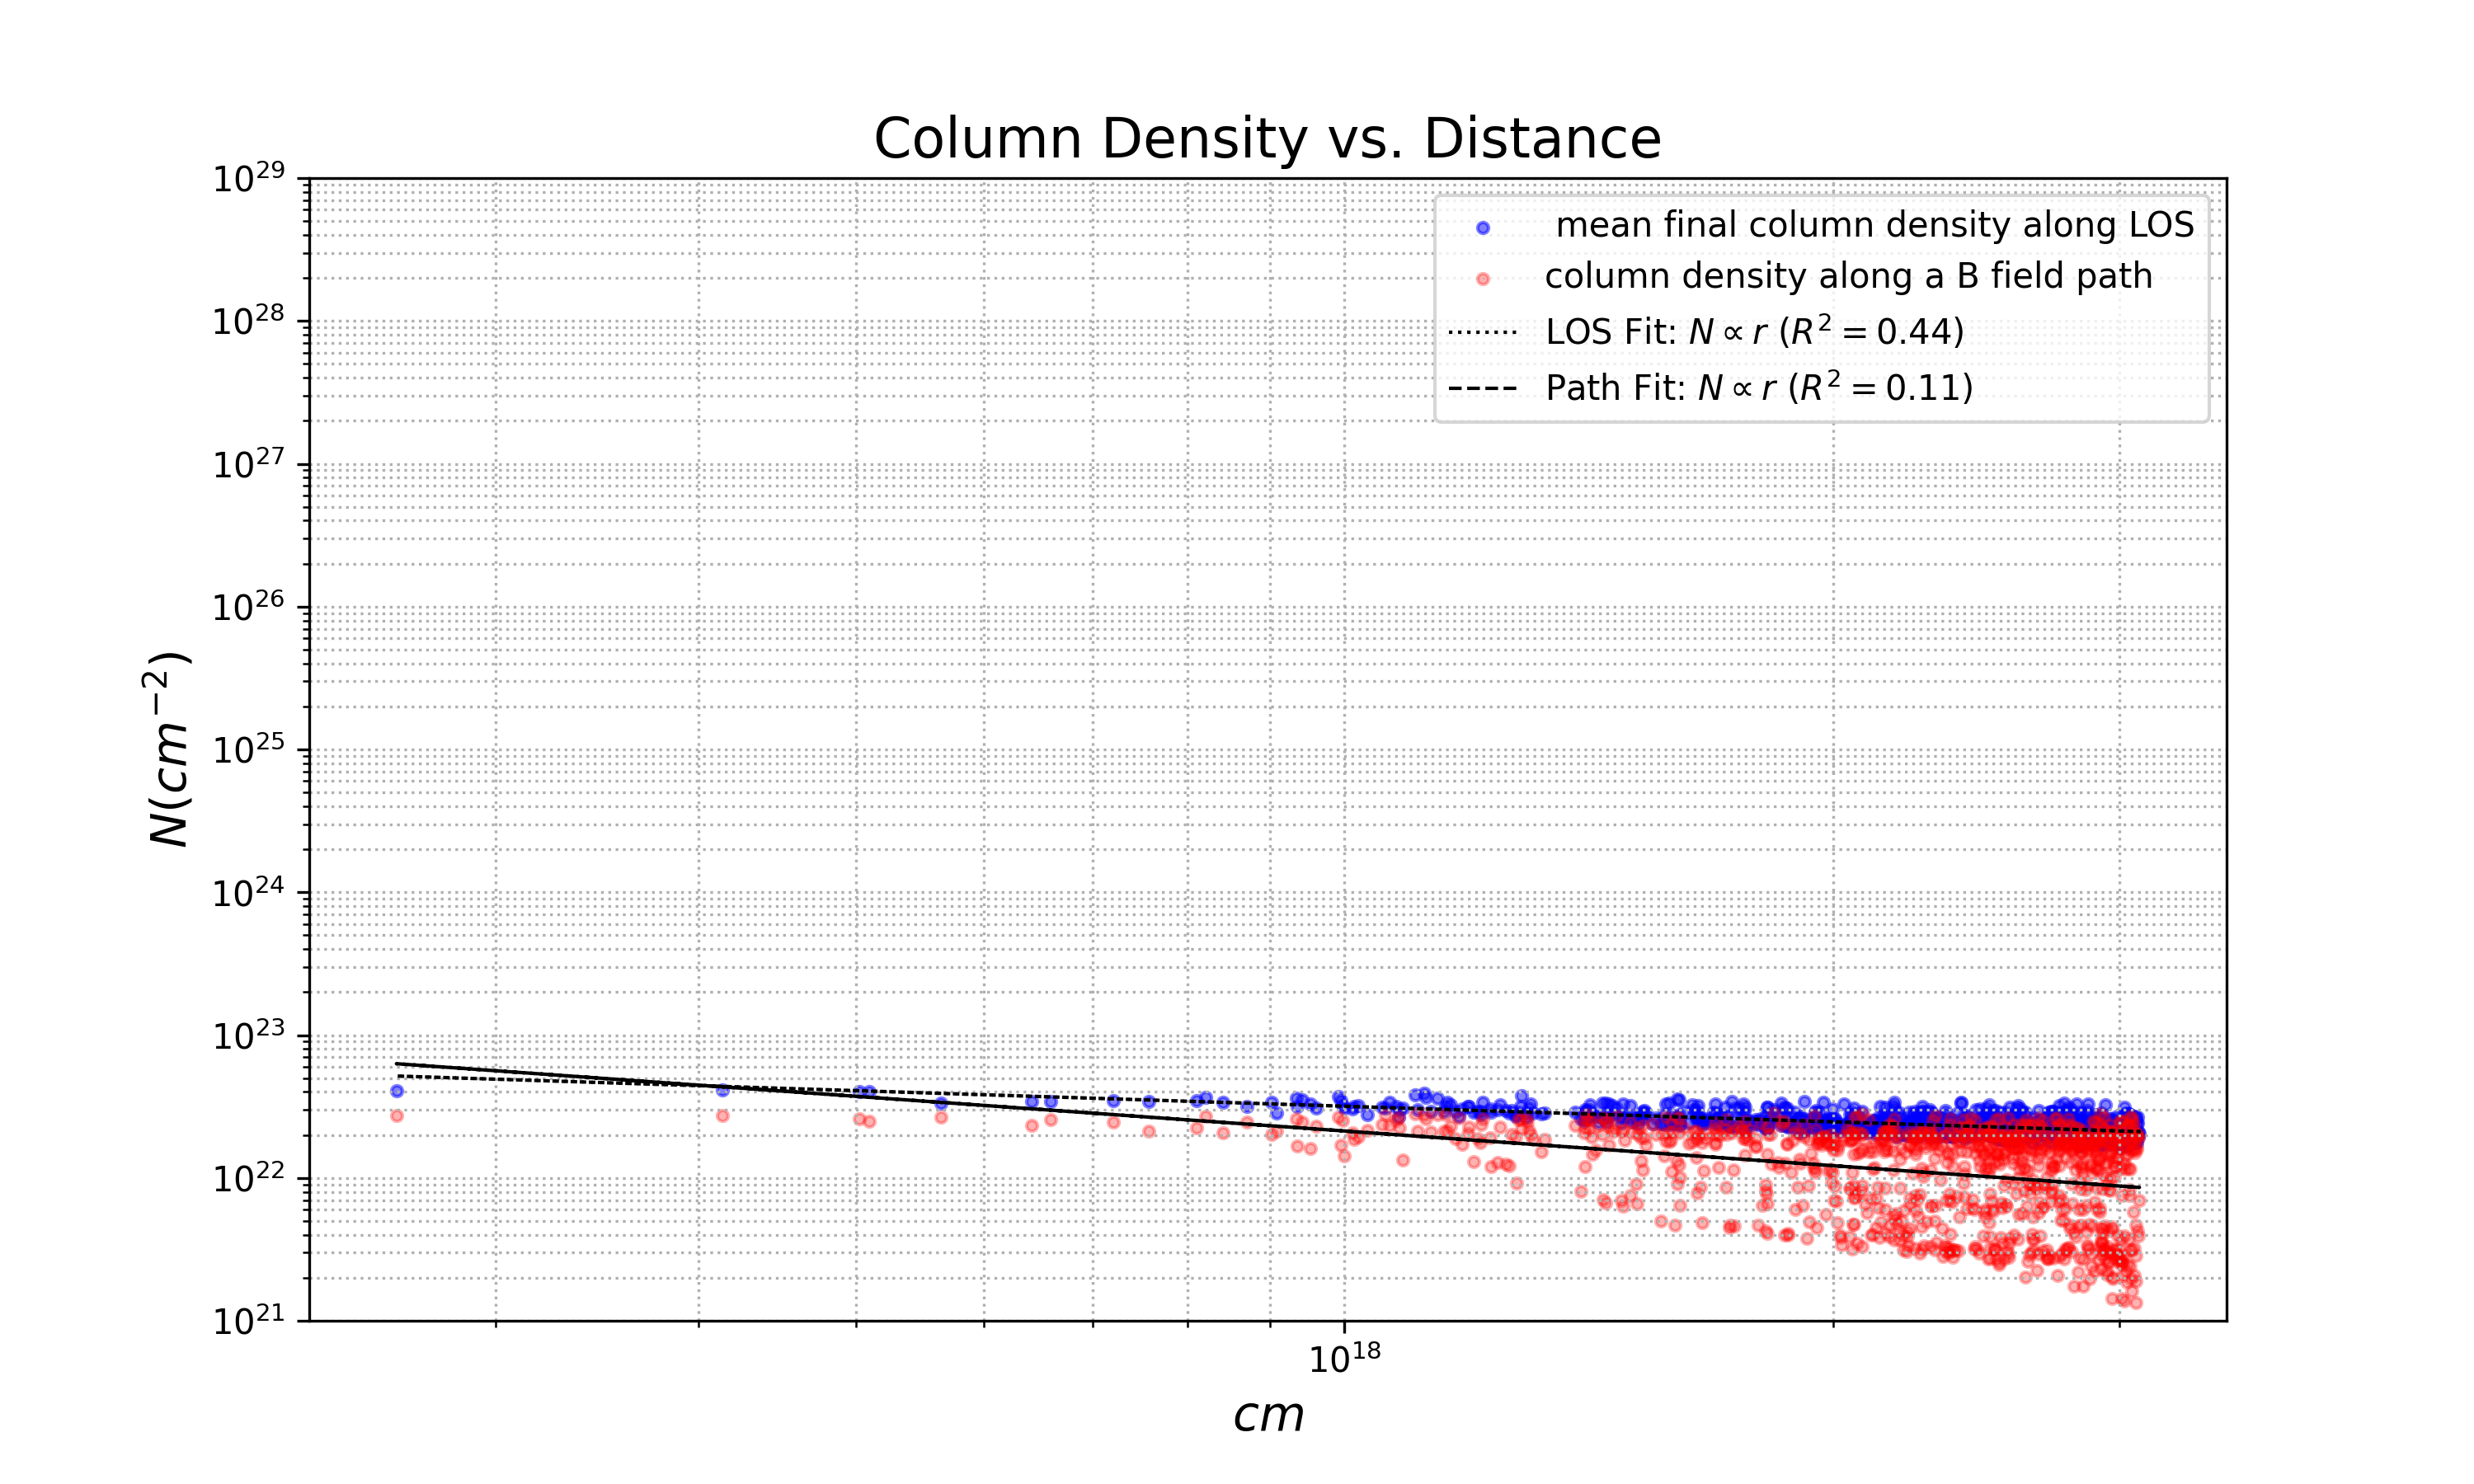 Column Density vs. Distance
10^29
10^28
10^27
10^26
10^25
10^24
10^23
10^22
10^21
N(cm^−2)
mean final column density along LOS
column density along a B field path
LOS Fit: N ∝ r (R^2 = 0.44)
Path Fit: N ∝ r (R^2 = 0.11)
10^18
cm